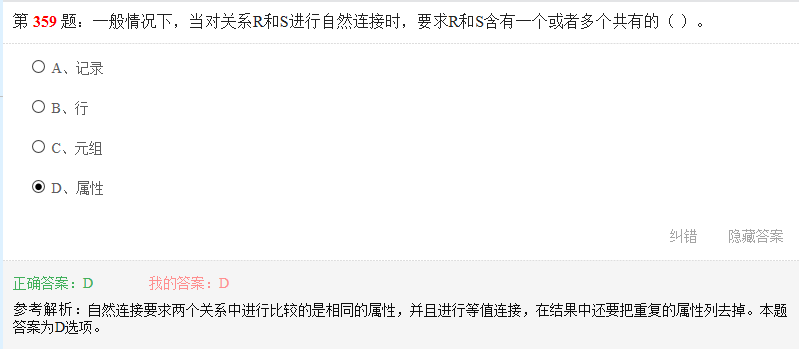 第 359 题：一般情况下，当对关系R和S进行自然连接时，要求R和S含有一个或者多个共有的（ ）。
A、记录
B、行
C、元组
D、属性
纠错 隐藏答案
正确答案：D 我的答案：D
参考解析：自然连接要求两个关系中进行比较的是相同的属性，并且进行等值连接，在结果中还要把重复的属性列去掉。本题
答案为D选项。